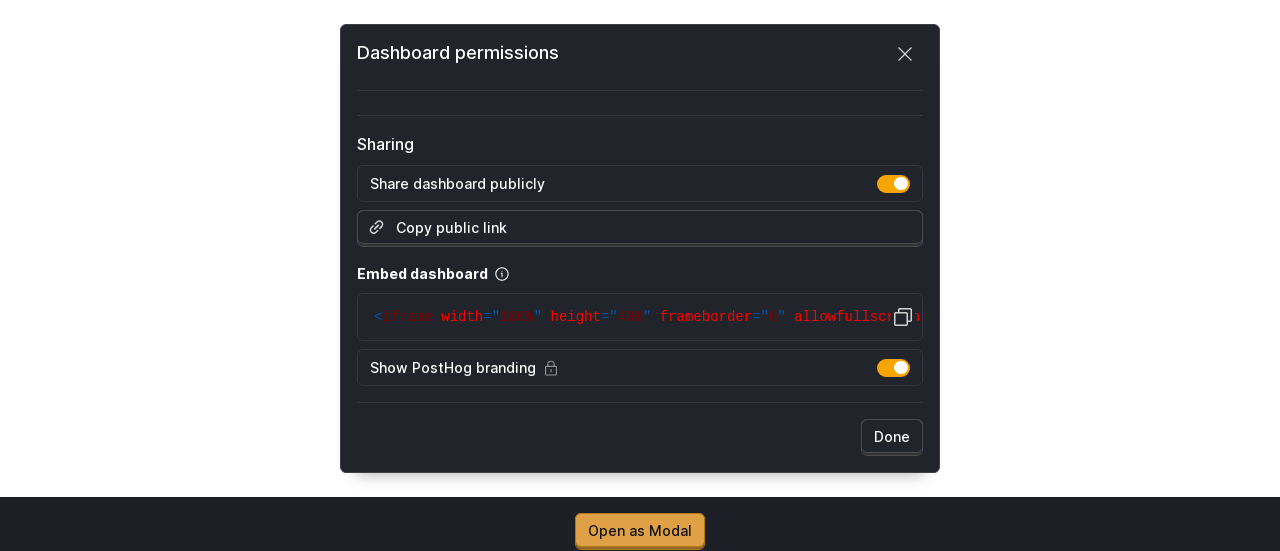 Dashboard permissions
Sharing
Share dashboard publicly
Copy public link
Embed dashboard
<iframe width="100%" height="400" frameborder="0" allowfullscr
Show PostHog branding
Done
Open as Modal